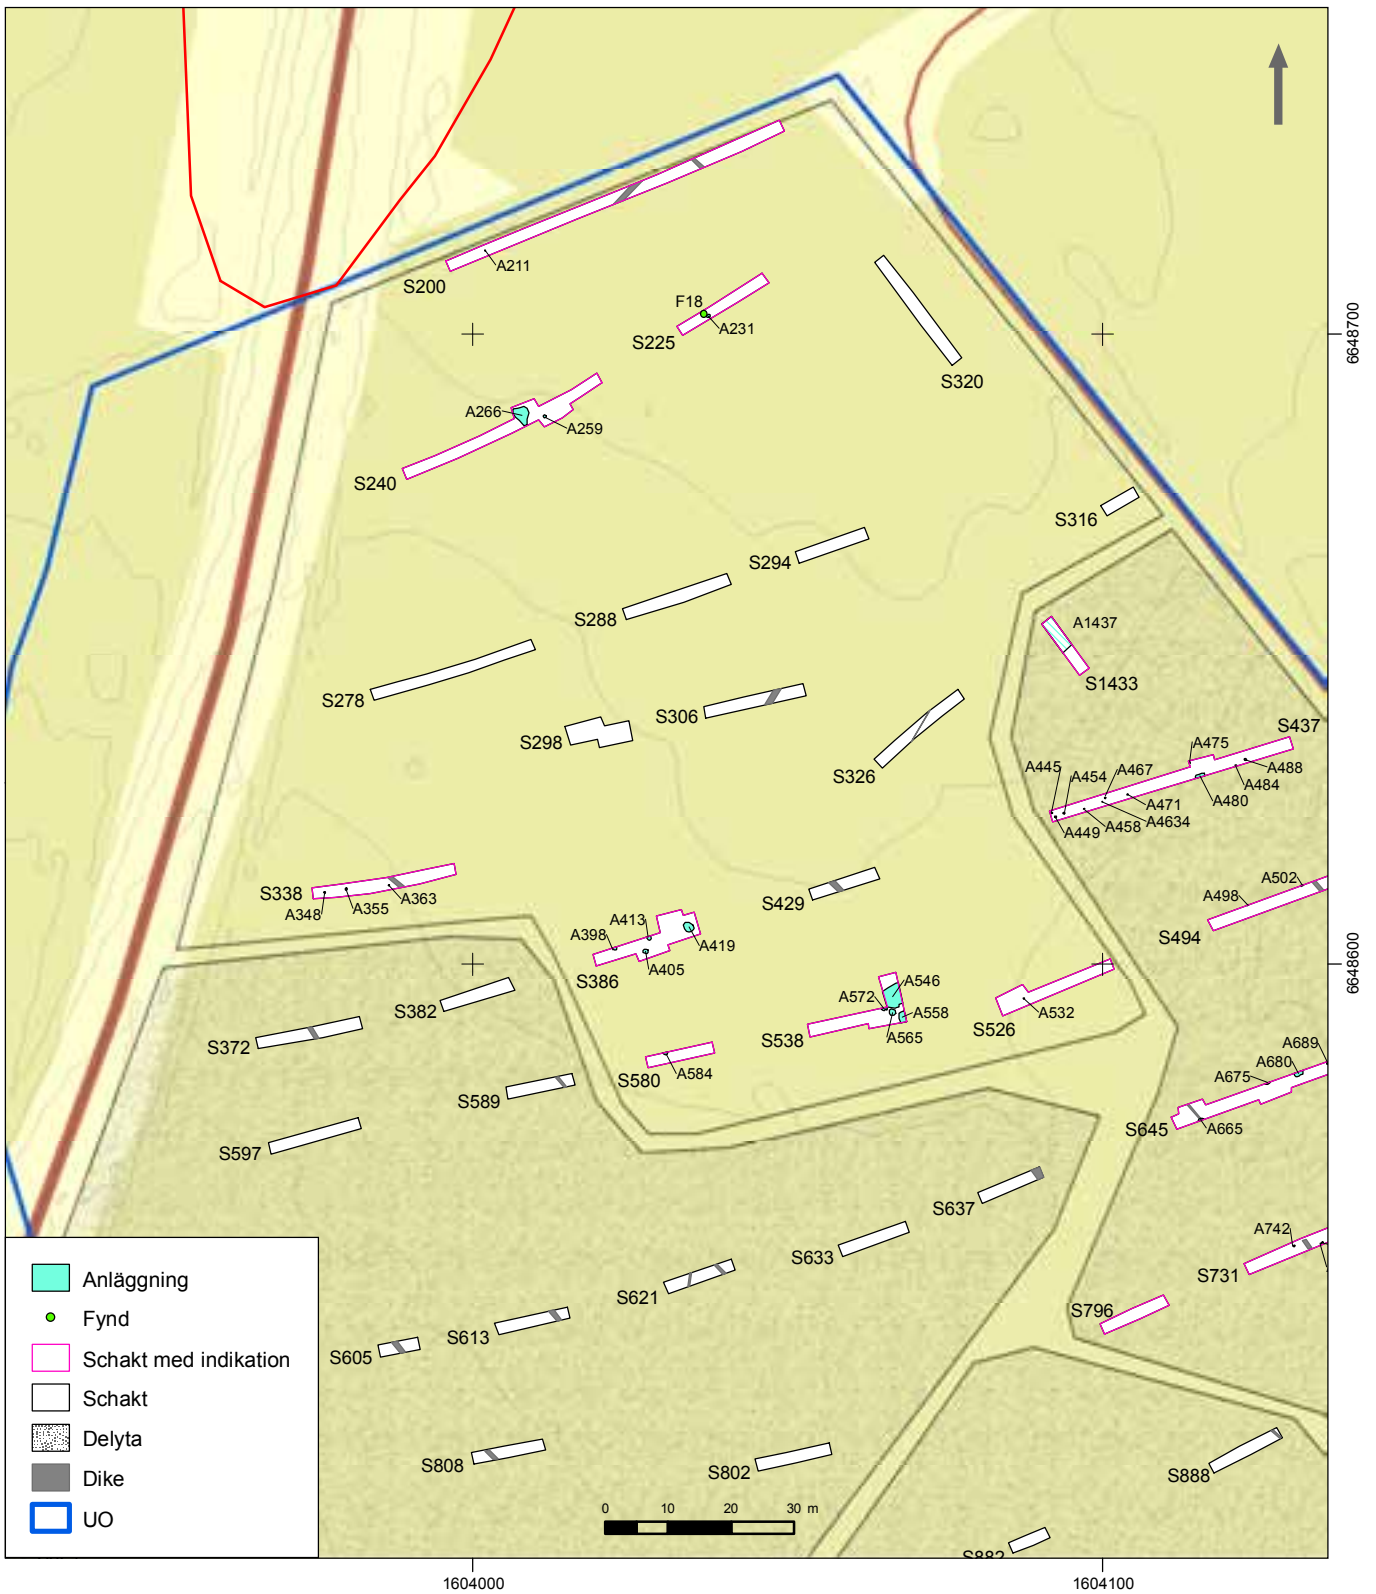 A211
S200
F18
A231
S225
S320
A266
A259
S240
S316
S294
S288
A1437
S1433
S278
S306
S298
S326
S437
A475
A445
A454
A467
A488
A484
A471
A480
A449
A458
A4634
S338
A348
A355
A363
S429
A502
A498
S494
A413
A398
A419
A405
S386
S382
A546
A572
A558
A565
S538
A532
S526
S372
S580
A584
S589
S597
A689
A680
A675
S645
A665
S637
S633
A742
S731
S621
S796
S613
S605
S808
S802
S888
S882
6648700
6648600
Anläggning
Fynd
Schakt med indikation
Schakt
Delyta
Dike
UO
0 10 20 30 m
1604000
1604100